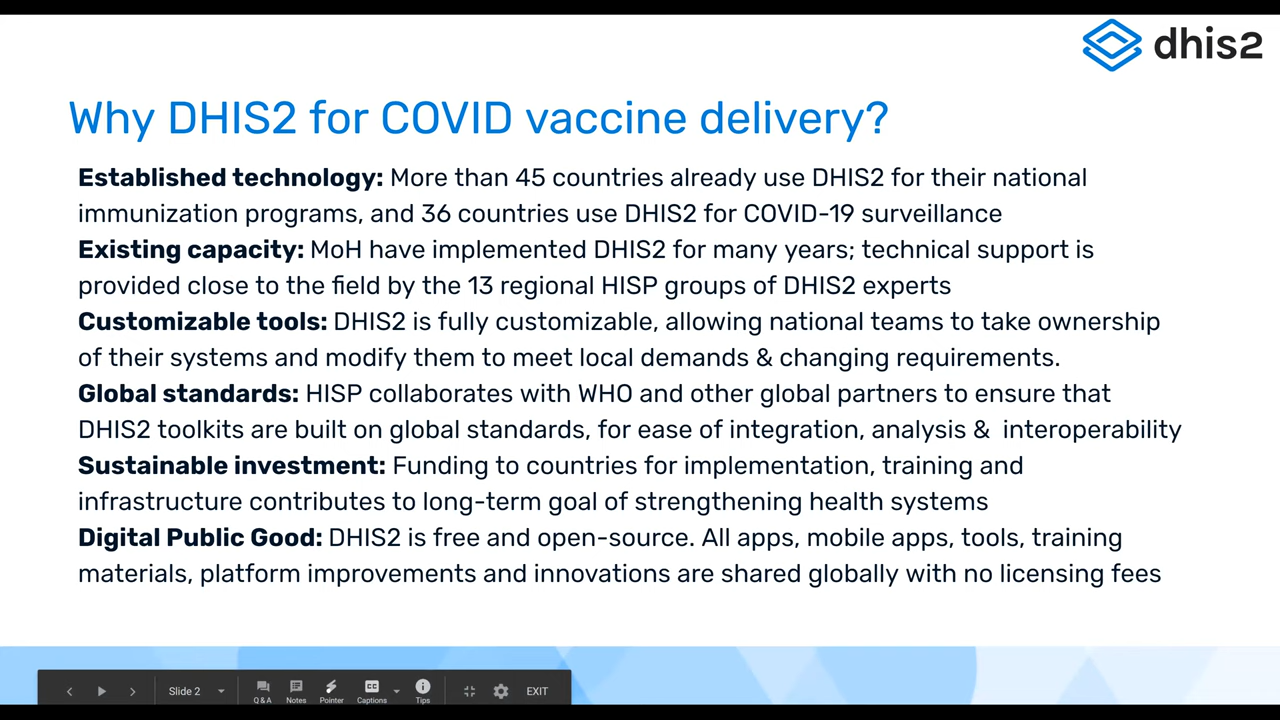 dhis2
Why DHIS2 for COVID vaccine delivery?
Established technology: More than 45 countries already use DHIS2 for their national
immunization programs, and 36 countries use DHIS2 for COVID-19 surveillance
Existing capacity: MoH have implemented DHIS2 for many years; technical support is
provided close to the field by the 13 regional HISP groups of DHIS2 experts
Customizable tools: DHIS2 is fully customizable, allowing national teams to take ownership
of their systems and modify them to meet local demands & changing requirements.
Global standards: HISP collaborates with WHO and other global partners to ensure that
DHIS2 toolkits are built on global standards, for ease of integration, analysis & interoperability
Sustainable investment: Funding to countries for implementation, training and
infrastructure contributes to long-term goal of strengthening health systems
Digital Public Good: DHIS2 is free and open-source. All apps, mobile apps, tools, training
materials, platform improvements and innovations are shared globally with no licensing fees
Slide 2 Q & A Notes Pointer CC Captions Tips EXIT